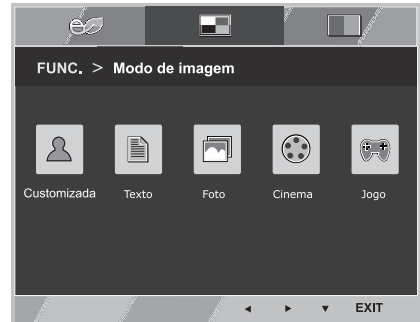 FUNC. > Modo de imagem
Customizada Texto Foto Cinema Jogo
EXIT